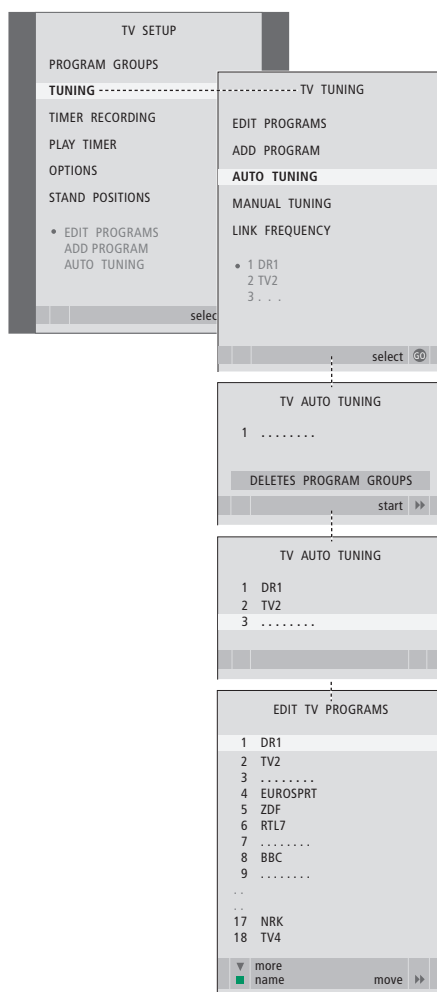 TV SETUP
PROGRAM GROUPS
TUNING
TIMER RECORDING
PLAY TIMER
OPTIONS
STAND POSITIONS
• EDIT PROGRAMS
ADD PROGRAM
AUTO TUNING
selec
TV TUNING
EDIT PROGRAMS
ADD PROGRAM
AUTO TUNING
MANUAL TUNING
LINK FREQUENCY
• 1 DR1
2 TV2
3 . . .
select GO
TV AUTO TUNING
1 ........
DELETES PROGRAM GROUPS
start
TV AUTO TUNING
1 DR1
2 TV2
3 ........
EDIT TV PROGRAMS
1 DR1
2 TV2
3 ........
4 EUROSPRT
5 ZDF
6 RTL7
7 ........
8 BBC
9 ........
. .
. .
17 NRK
18 TV4
more
name move